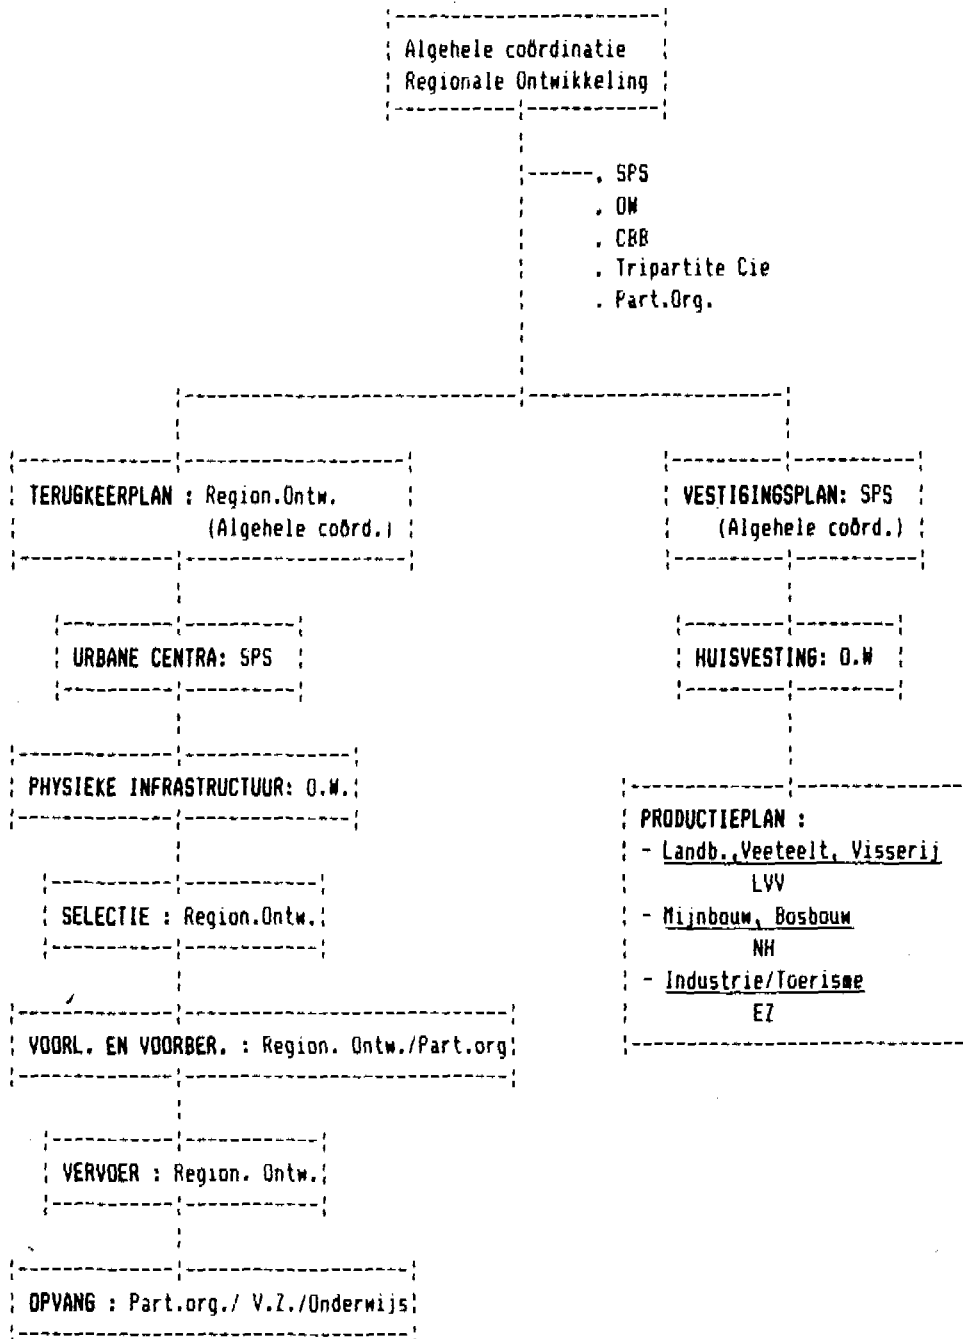 Algehele coördinatie
Regionale Ontwikkeling
. SPS
. OW
. CBB
. Tripartite Cie
. Part.Org.
TERUGKEERPLAN : Region.Ontw.
(Algehele coörd.)
URBANE CENTRA: SPS
PHYSIEKE INFRASTRUCTUUR: O.W.
SELECTIE : Region.Ontw.
VOORL. EN VOORBER. : Region. Ontw./Part.org
VERVOER : Region. Ontw.
OPVANG : Part.org./ V.Z./Onderwijs
VESTIGINGSPLAN: SPS
(Algehele coörd.)
HUISVESTING: O.W
PRODUCTIEPLAN :
- Landb.,Veeteelt, Visserij
LVV
- Mijnbouw, Bosbouw
NH
- Industrie/Toerisme
EZ